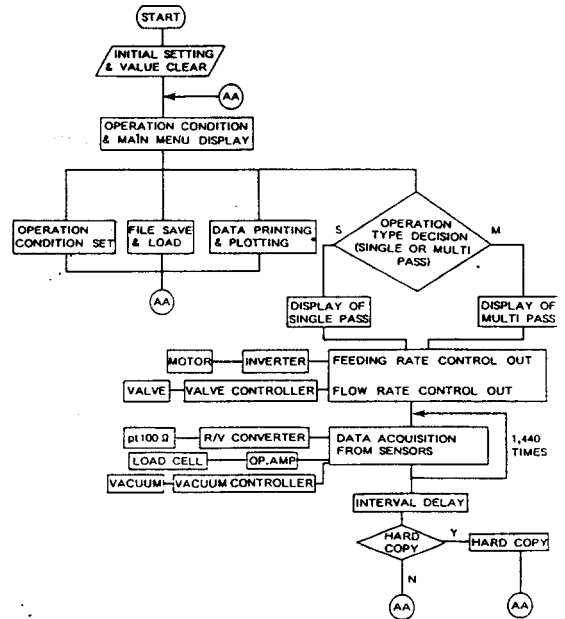 START
INITIAL SETTING
& VALUE CLEAR
AA
OPERATION CONDITION
& MAIN MENU DISPLAY
OPERATION
CONDITION SET
FILE SAVE
& LOAD
DATA PRINTING
& PLOTTING
S
OPERATION
TYPE DECISION
(SINGLE OR MULTI
PASS)
M
AA
DISPLAY OF
SINGLE PASS
DISPLAY OF
MULTI PASS
MOTOR
INVERTER
FEEDING RATE CONTROL OUT
VALVE
VALVE CONTROLLER
FLOW RATE CONTROL OUT
pt100 Ω
R/V CONVERTER
DATA ACQUISITION
FROM SENSORS
1,440
TIMES
LOAD CELL
OP.AMP
VACUUM
VACUUM CONTROLLER
INTERVAL DELAY
HARD
COPY
Y
HARD COPY
N
AA
AA